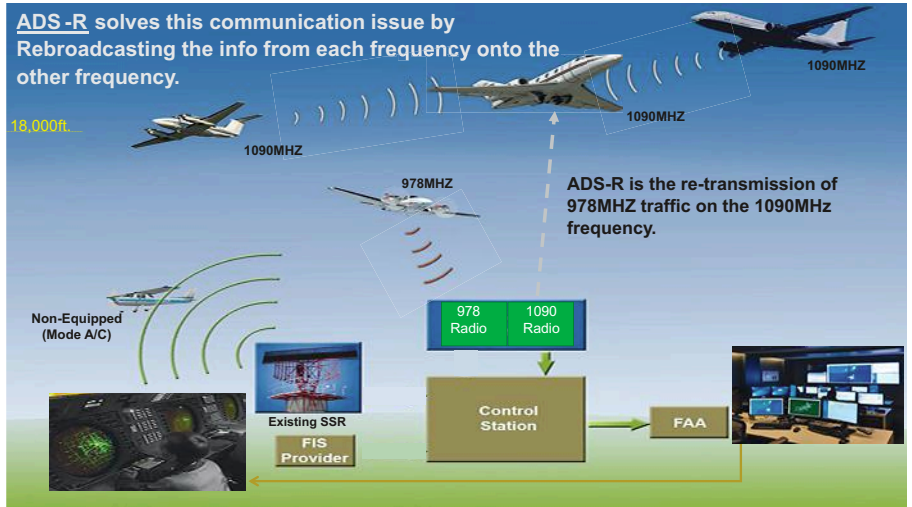 ADS -R solves this communication issue by
Rebroadcasting the info from each frequency onto the
other frequency.
1090MHZ
1090MHZ
18,000ft.
1090MHZ
978MHZ
ADS-R is the re-transmission of
978MHZ traffic on the 1090MHz
frequency.
Non-Equipped
(Mode A/C)
978
Radio
1090
Radio
Existing SSR
FIS
Provider
Control
Station
FAA